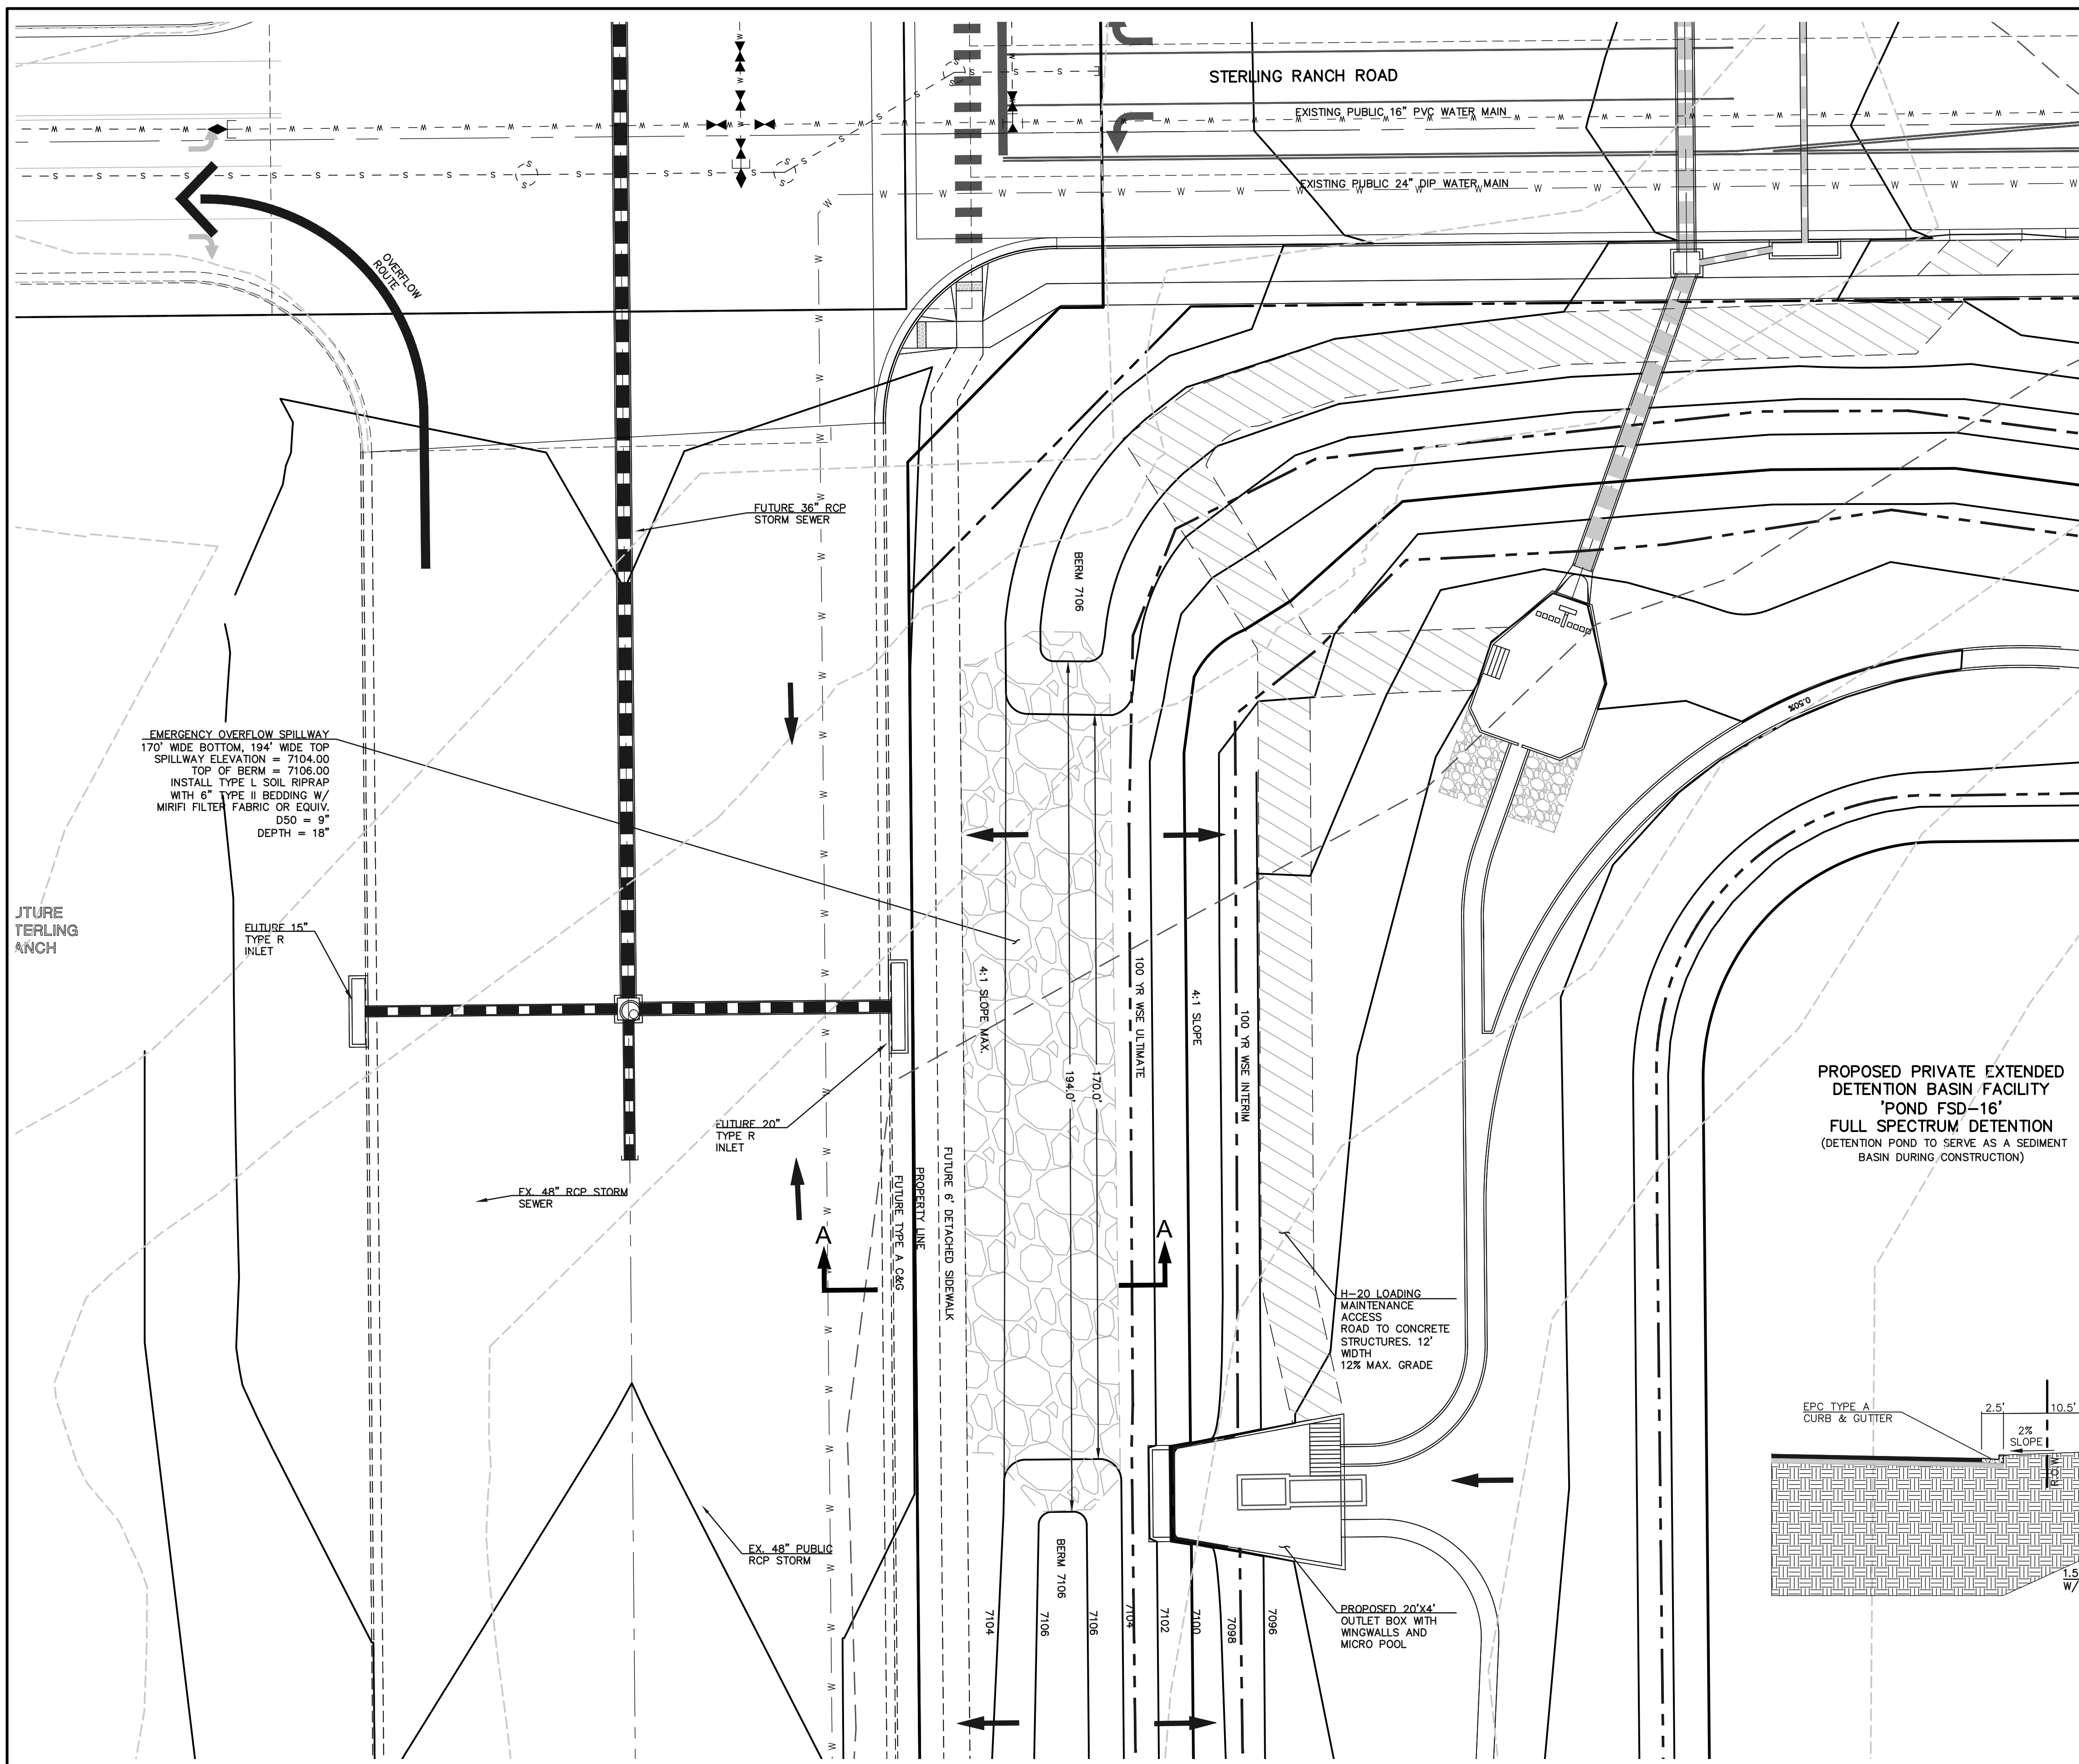 STERLING RANCH ROAD
EXISTING PUBLIC 16" PVC WATER MAIN
EXISTING PUBLIC 24" DIP WATER MAIN
OVERFLOW
ROUTE
FUTURE 36" RCP
STORM SEWER
BERM 7106
EMERGENCY OVERFLOW SPILLWAY
170' WIDE BOTTOM, 194' WIDE TOP
SPILLWAY ELEVATION = 7104.00
TOP OF BERM = 7106.00
INSTALL TYPE L SOIL RIPRAP
WITH 6" TYPE II BEDDING W/
MIRIFI FILTER FABRIC OR EQUIV.
D50 = 9"
DEPTH = 18"
0.50%
UTURE
TERLING
ANCH
FUTURE 15"
TYPE R
INLET
4:1 SLOPE MAX.
100 YR WSE ULTIMATE
4:1 SLOPE
100 YR WSE INTERIM
194.0'
170.0'
PROPOSED PRIVATE EXTENDED
DETENTION BASIN FACILITY
'POND FSD-16'
FULL SPECTRUM DETENTION
(DETENTION POND TO SERVE AS A SEDIMENT
BASIN DURING CONSTRUCTION)
FUTURE 20"
TYPE R
INLET
FUTURE TYPE A C&G
PROPERTY LINE
FUTURE 6' DETACHED SIDEWALK
EX. 48" RCP STORM
SEWER
A
A
H-20 LOADING
MAINTENANCE
ACCESS
ROAD TO CONCRETE
STRUCTURES. 12'
WIDTH
12% MAX. GRADE
EPC TYPE A
CURB & GUTTER
2.5'
10.5'
2%
SLOPE
R.O.W.
EX. 48" PUBLIC
RCP STORM
BERM 7106
7104
7106
7106
7104
7102
7100
7098
7096
PROPOSED 20'X4'
OUTLET BOX WITH
WINGWALLS AND
MICRO POOL
1.5
W/